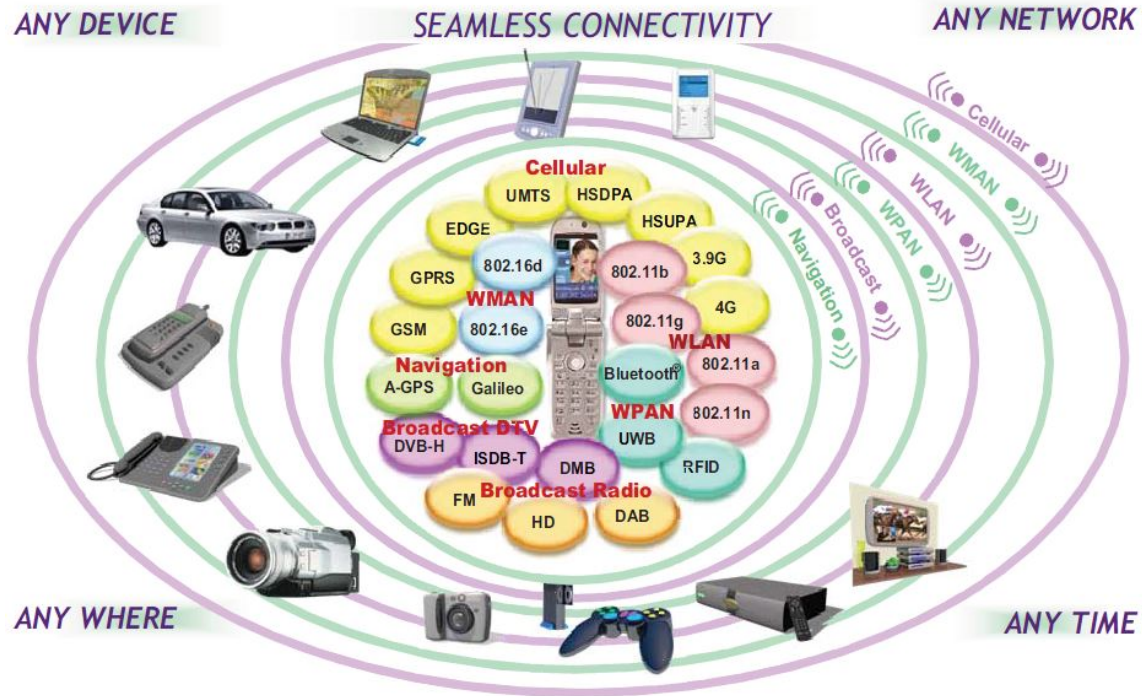 ANY DEVICE
SEAMLESS CONNECTIVITY
ANY NETWORK
Cellular
WMAN
WLAN
WPAN
Broadcast
Navigation
Cellular
UMTS
HSDPA
EDGE
HSUPA
GPRS
802.16d
802.11b
3.9G
WMAN
4G
GSM
802.16e
802.11g
WLAN
Navigation
802.11a
A-GPS
Galileo
Bluetooth®
Broadcast DTV
WPAN
802.11n
DVB-H
ISDB-T
UWB
DMB
RFID
Broadcast Radio
FM
HD
DAB
ANY WHERE
ANY TIME